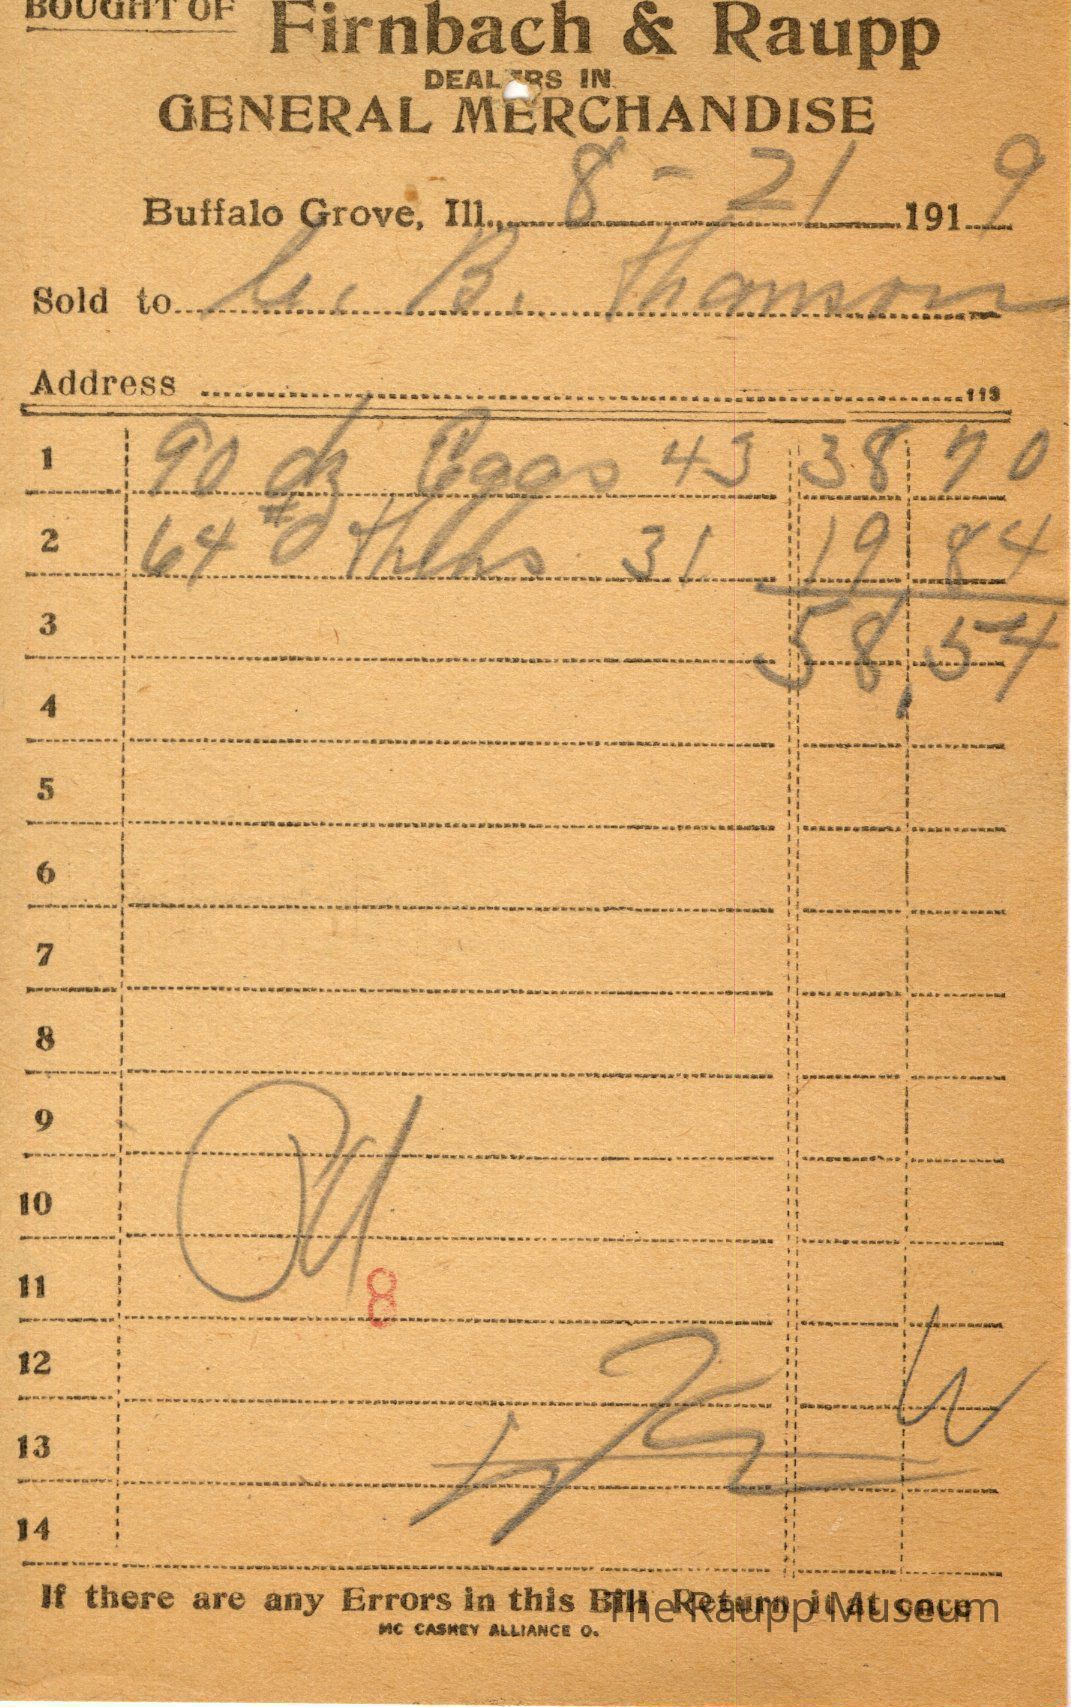 BOUGHT OF Firnbach & Raupp
DEALERS IN
GENERAL MERCHANDISE
Buffalo Grove, Ill., 8 - 21 1919
Sold to B. Thomson
Address 113
1 90 dz Eggs 43 38 70
2 64 # 31 19 84
3 58,54
4
5
6
7
8
9
10 Pd
11 8
12
13
14
If there are any Errors in this Bill Return it at once
The Raupp Museum
MC CASKEY ALLIANCE O.